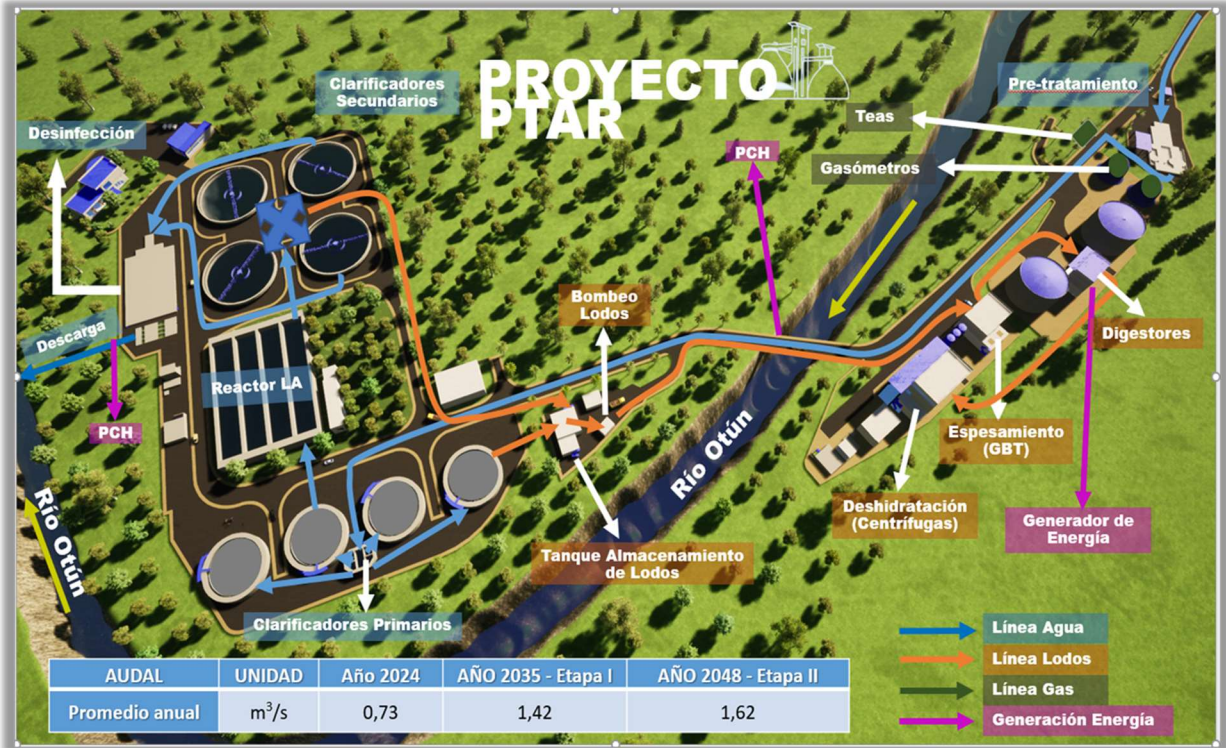 PROYECTO
PTAR
Clarificadores
Secundarios
Desinfección
Pre-tratamiento
Teas
PCH
Gasómetros
Bombeo
Lodos
Digestores
Descarga
Reactor LA
PCH
Río Otún
Espesamiento
(GBT)
Río Otún
Deshidratación
(Centrífugas)
Generador de
Energía
Tanque Almacenamiento
de Lodos
Clarificadores Primarios
Línea Agua
Línea Lodos
Línea Gas
Generación Energía
AUDAL UNIDAD Año 2024 AÑO 2035 - Etapa I AÑO 2048 - Etapa II
Promedio anual m³/s 0,73 1,42 1,62